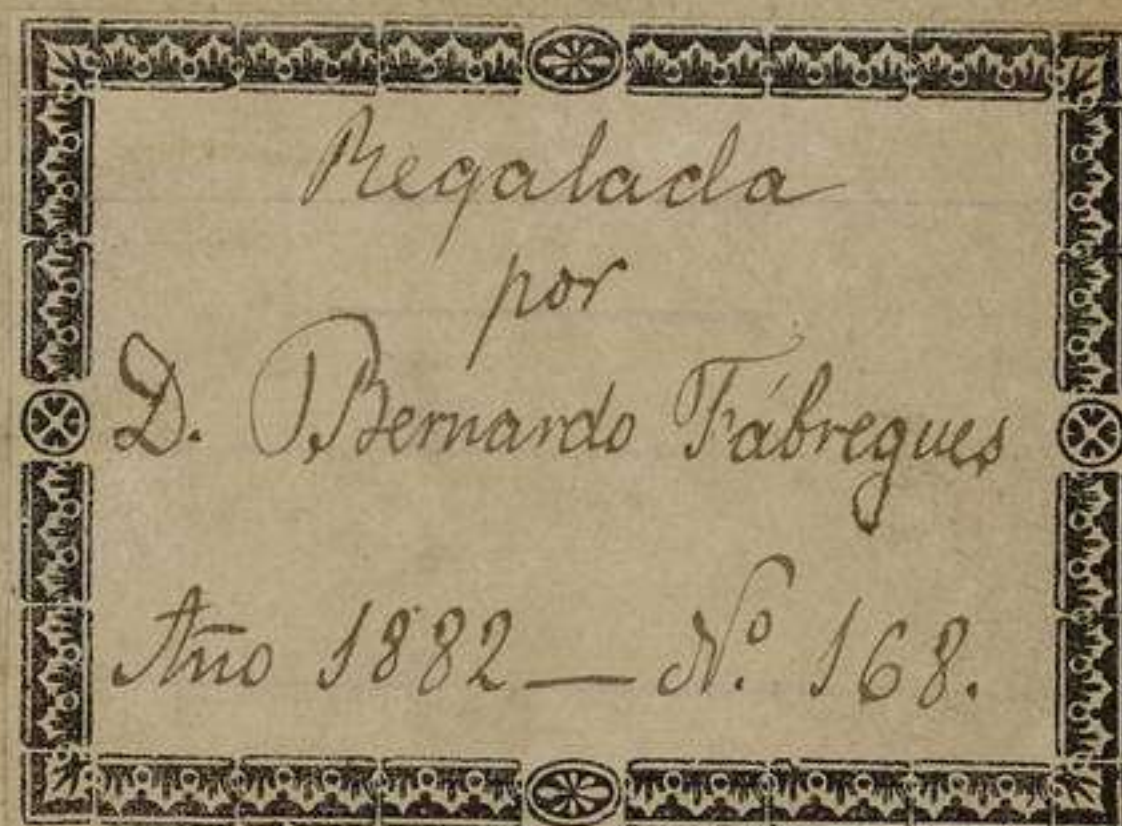 Regalada
por
D. Bernardo Fábregues
Año 1882 — Nº 168.